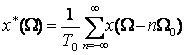 x*(Ω) = 1/T₀ ∑_{n=-∞}^{∞} x(Ω-nΩ₀)